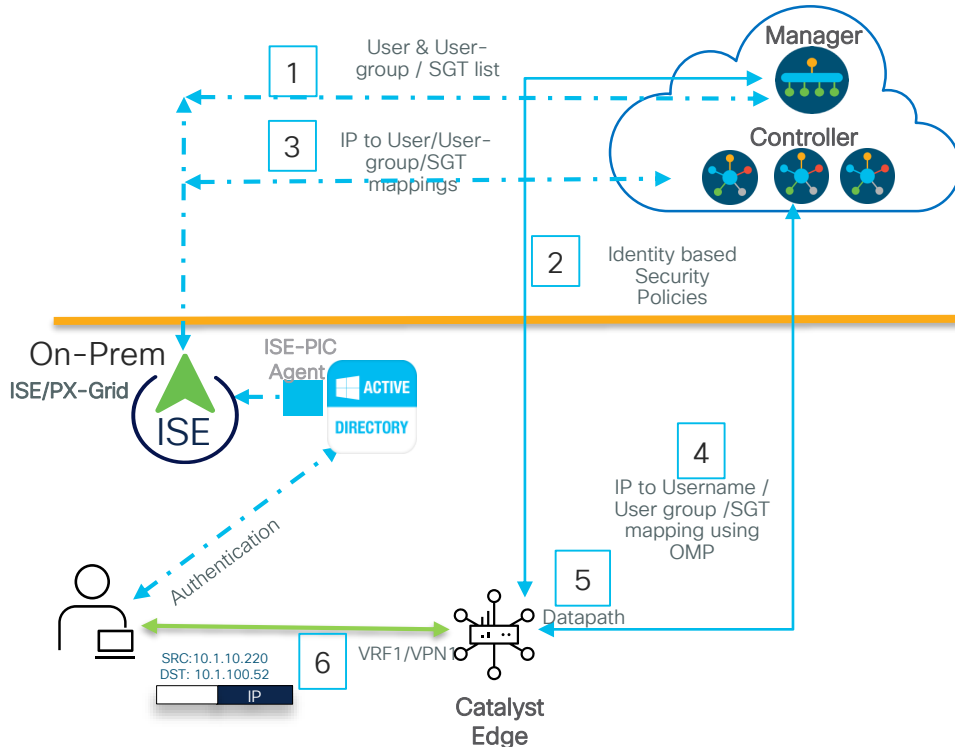 Manager
1
User & User-
group / SGT list
Controller
3
IP to User/User-
group/SGT
mappings
2
Identity based
Security
Policies
On-Prem
ISE/PX-Grid
ISE
ISE-PIC
Agent
ACTIVE
DIRECTORY
Authentication
4
IP to Username /
User group /SGT
mapping using
OMP
5
Datapath
6
VRF1/VPN1
SRC:10.1.10.220
DST: 10.1.100.52
IP
Catalyst
Edge